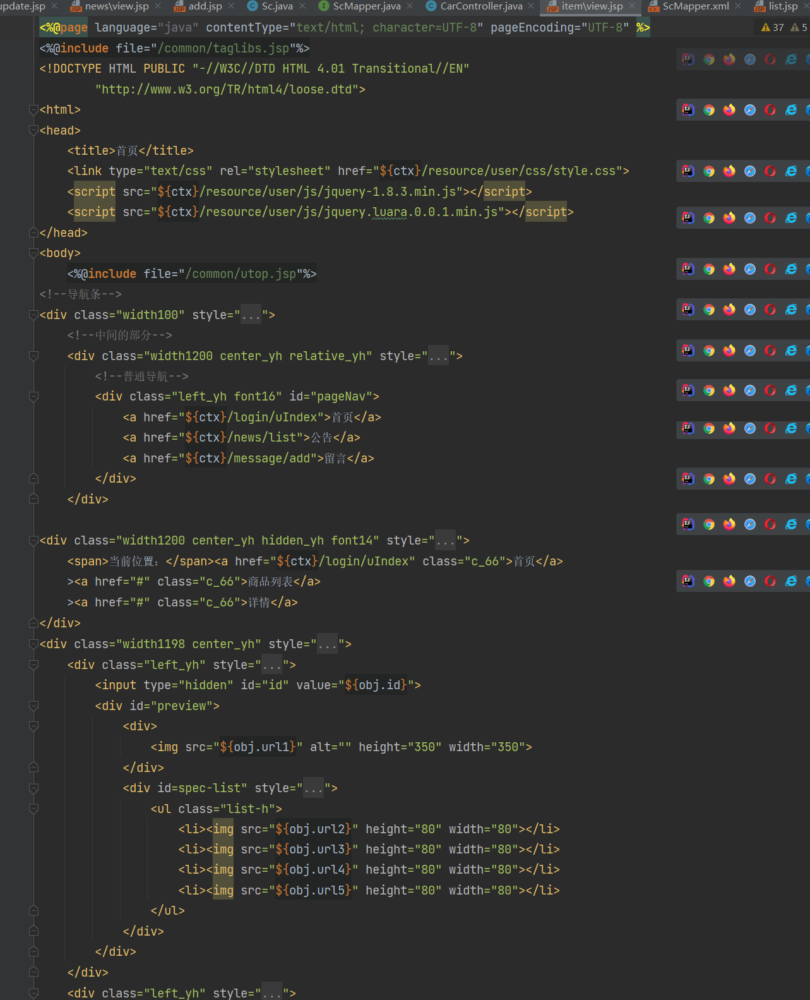 update.jsp news\view.jsp add.jsp Sc.java ScMapper.java CarController.java item\view.jsp ScMapper.xml list.jsp
<%@page language="java" contentType="text/html; character=UTF-8" pageEncoding="UTF-8" %>
37 5
<%@include file="/common/taglibs.jsp"%>
<!DOCTYPE HTML PUBLIC "-//W3C//DTD HTML 4.01 Transitional//EN"
"http://www.w3.org/TR/html4/loose.dtd">
<html>
<head>
<title>首页</title>
<link type="text/css" rel="stylesheet" href="${ctx}/resource/user/css/style.css">
<script src="${ctx}/resource/user/js/jquery-1.8.3.min.js"></script>
<script src="${ctx}/resource/user/js/jquery.luara.0.0.1.min.js"></script>
</head>
<body>
<%@include file="/common/utop.jsp"%>
<!--导航条-->
<div class="width100" style="...">
<!--中间的部分-->
<div class="width1200 center_yh relative_yh" style="...">
<!--普通导航-->
<div class="left_yh font16" id="pageNav">
<a href="${ctx}/login/uIndex">首页</a>
<a href="${ctx}/news/list">公告</a>
<a href="${ctx}/message/add">留言</a>
</div>
</div>
<div class="width1200 center_yh hidden_yh font14" style="...">
<span>当前位置：</span><a href="${ctx}/login/uIndex" class="c_66">首页</a>
><a href="#" class="c_66">商品列表</a>
><a href="#" class="c_66">详情</a>
</div>
<div class="width1198 center_yh" style="...">
<div class="left_yh" style="...">
<input type="hidden" id="id" value="${obj.id}">
<div id="preview">
<div>
<img src="${obj.url1}" alt="" height="350" width="350">
</div>
<div id=spec-list" style="...">
<ul class="list-h">
<li><img src="${obj.url2}" height="80" width="80"></li>
<li><img src="${obj.url3}" height="80" width="80"></li>
<li><img src="${obj.url4}" height="80" width="80"></li>
<li><img src="${obj.url5}" height="80" width="80"></li>
</ul>
</div>
</div>
</div>
<div class="left_yh" style="...">